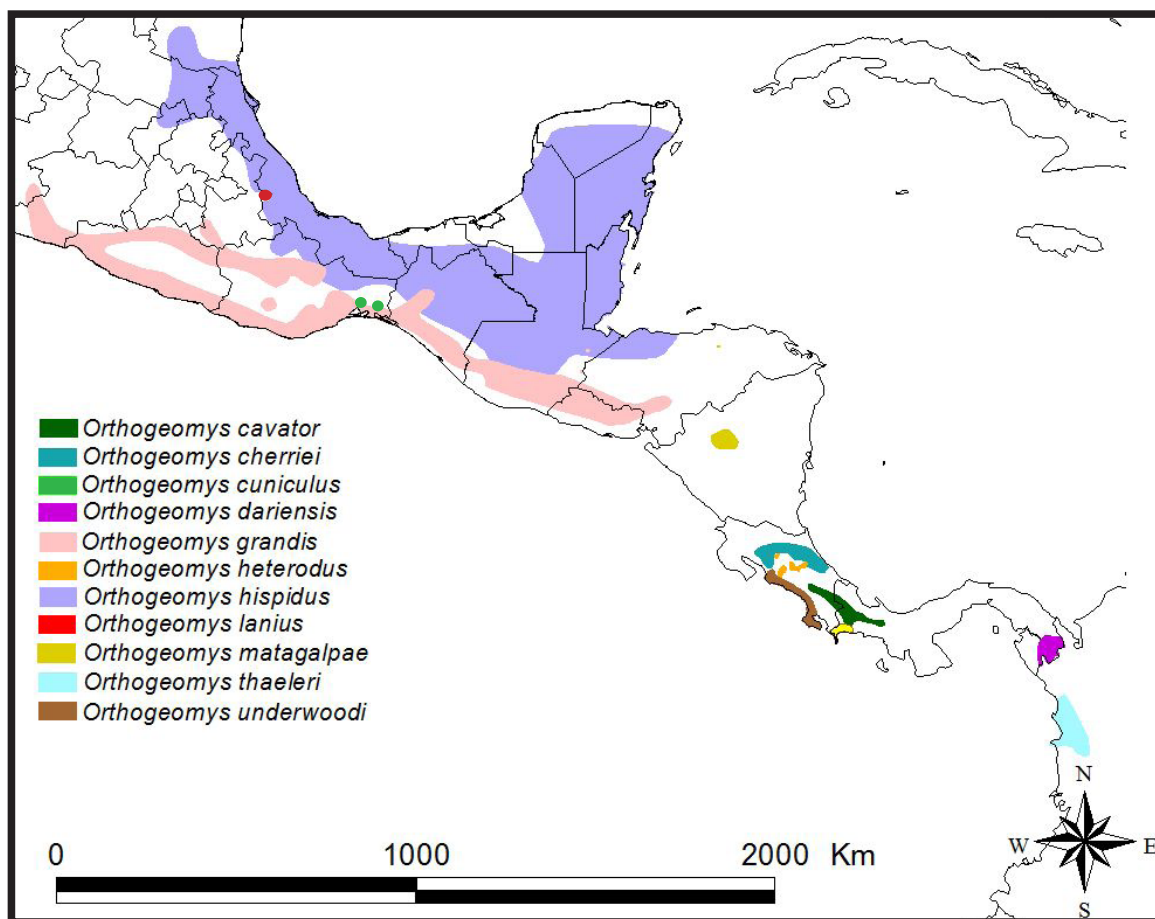 Orthogeomys cavator
Orthogeomys cherriei
Orthogeomys cuniculus
Orthogeomys dariensis
Orthogeomys grandis
Orthogeomys heterodus
Orthogeomys hispidus
Orthogeomys lanius
Orthogeomys matagalpae
Orthogeomys thaeleri
Orthogeomys underwoodi
N
W E
S
0 1000 2000 Km